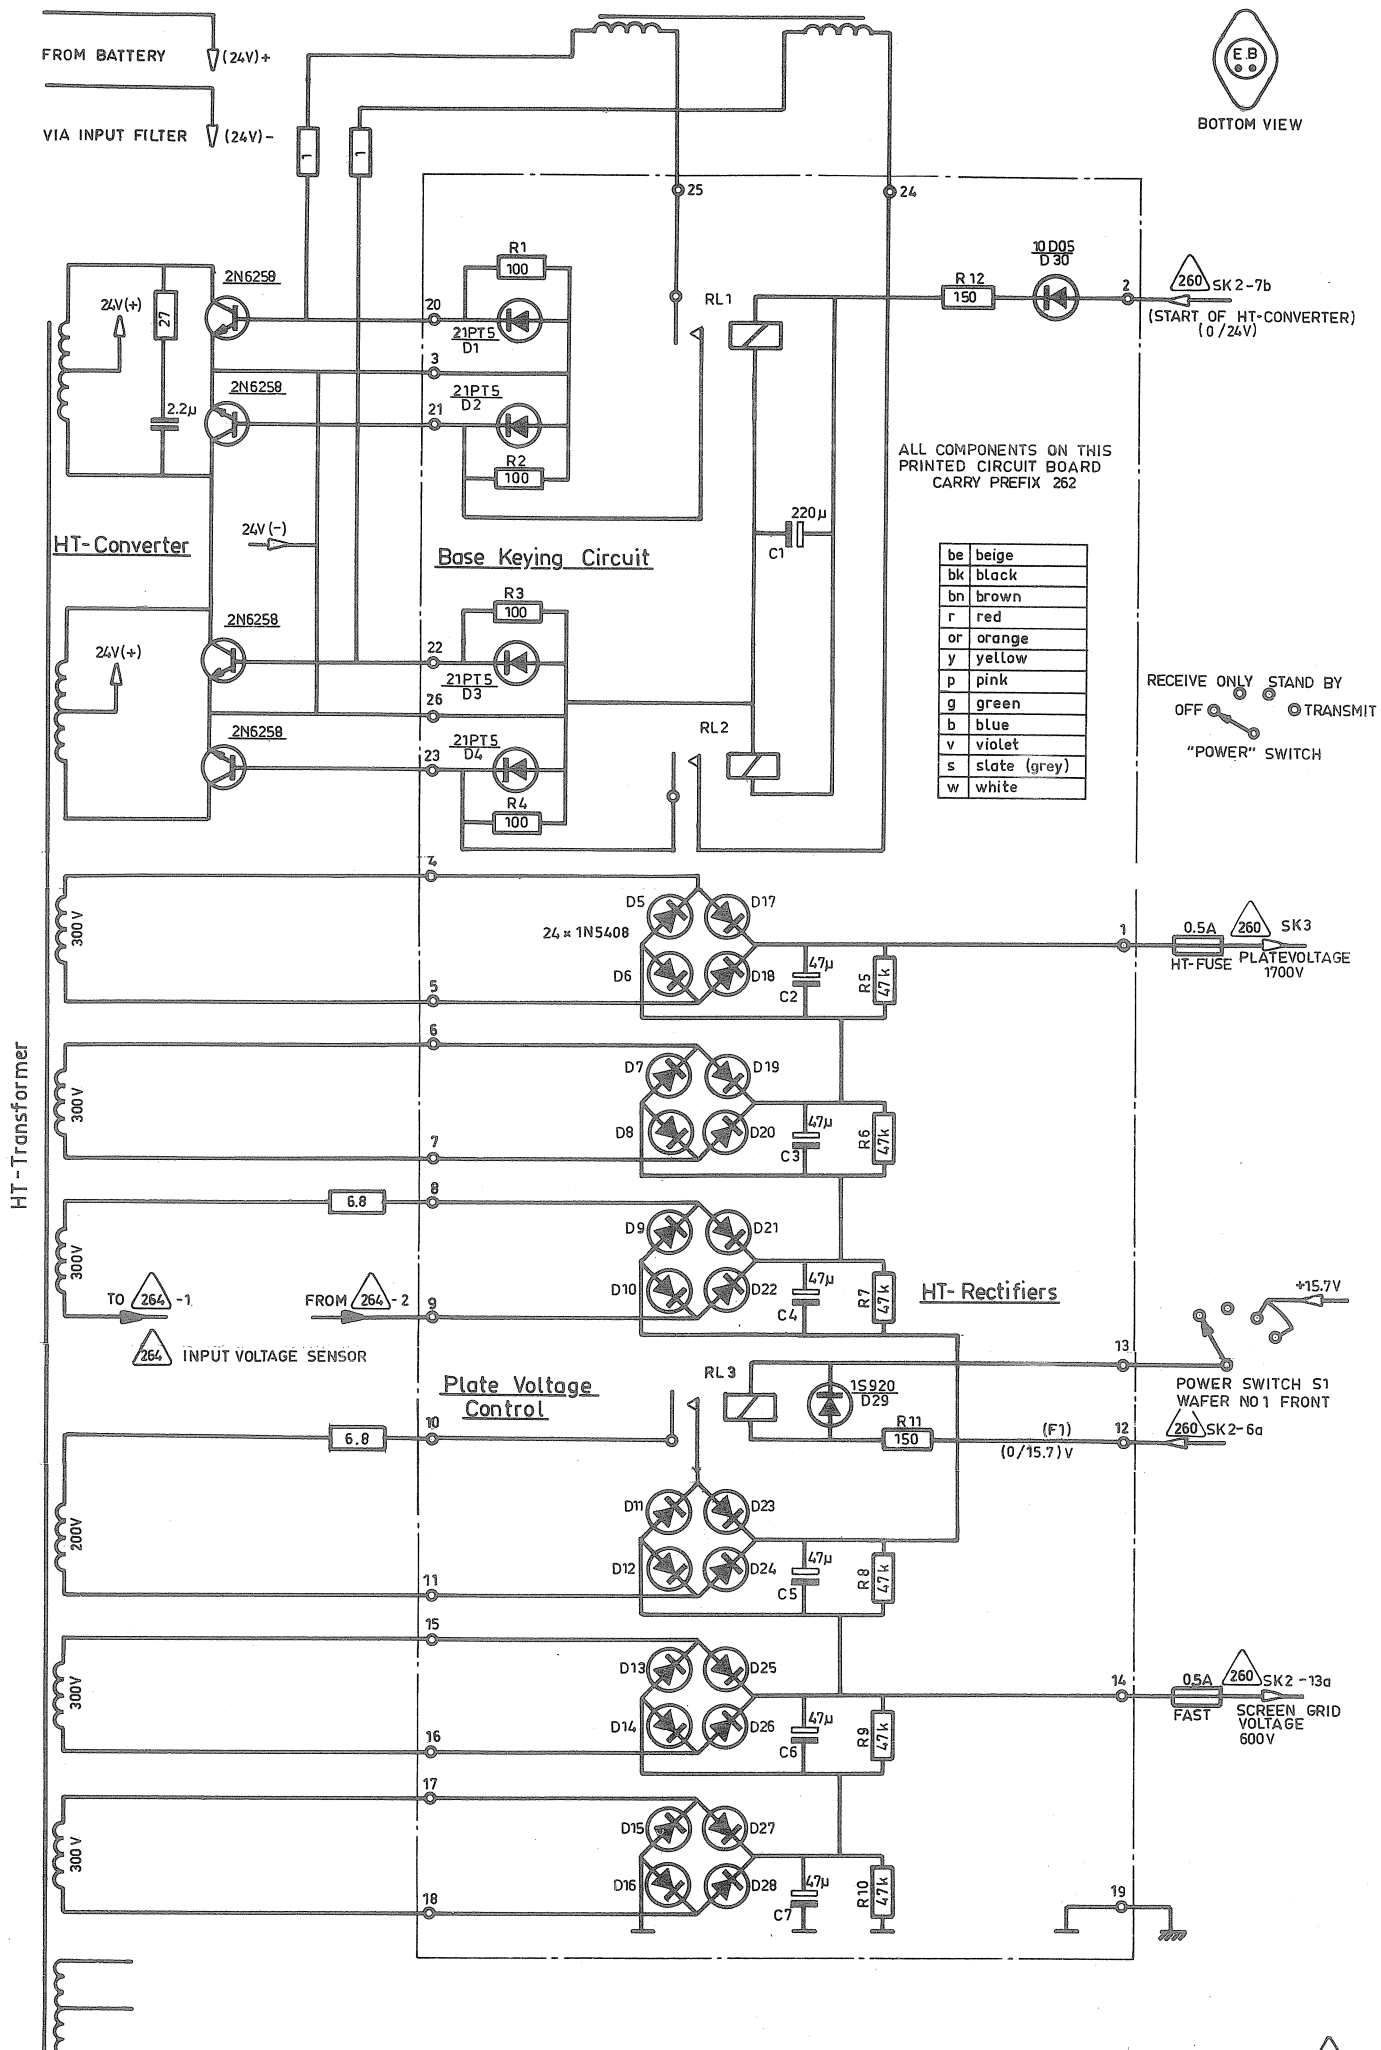 FROM BATTERY
(24V)+
VIA INPUT FILTER
(24V)-
1
1
E.B
BOTTOM VIEW
25
24
2N6258
24V(+)
27
2.2µ
2N6258
20
3
21
R1
100
21PT5
D1
21PT5
D2
R2
100
RL1
R12
150
10D05
D30
2
260
SK2-7b
(START OF HT-CONVERTER)
(0/24V)
ALL COMPONENTS ON THIS
PRINTED CIRCUIT BOARD
CARRY PREFIX 262
24V(-)
HT-Converter
Base Keying Circuit
220µ
C1
be beige
bk black
bn brown
r red
or orange
y yellow
p pink
g green
b blue
v violet
s slate (grey)
w white
2N6258
24V(+)
2N6258
22
26
23
R3
100
21PT5
D3
21PT5
D4
R4
100
RL2
RECEIVE ONLY
STAND BY
OFF
TRANSMIT
"POWER" SWITCH
HT-Transformer
300V
4
5
D5
D17
24 x 1N5408
D6
D18
47µ
C2
R5
47k
1
0.5A
HT-FUSE
260
SK3
PLATEVOLTAGE
1700V
300V
6
7
D7
D19
D8
D20
47µ
C3
R6
47k
300V
6.8
8
9
D9
D21
D10
D22
47µ
C4
R7
47k
TO 264 -1
FROM 264 -2
264 INPUT VOLTAGE SENSOR
HT-Rectifiers
+15.7V
13
POWER SWITCH S1
WAFER NO 1 FRONT
Plate Voltage
Control
RL3
1S920
D29
R11
150
(F1)
(0/15.7)V
12
260
SK2-6a
200V
6.8
10
11
D11
D23
D12
D24
47µ
C5
R8
47k
300V
15
16
D13
D25
D14
D26
47µ
C6
R9
47k
14
0.5A
FAST
260
SK2-13a
SCREEN GRID
VOLTAGE
600V
300V
17
18
D15
D27
D16
D28
47µ
C7
R10
47k
19